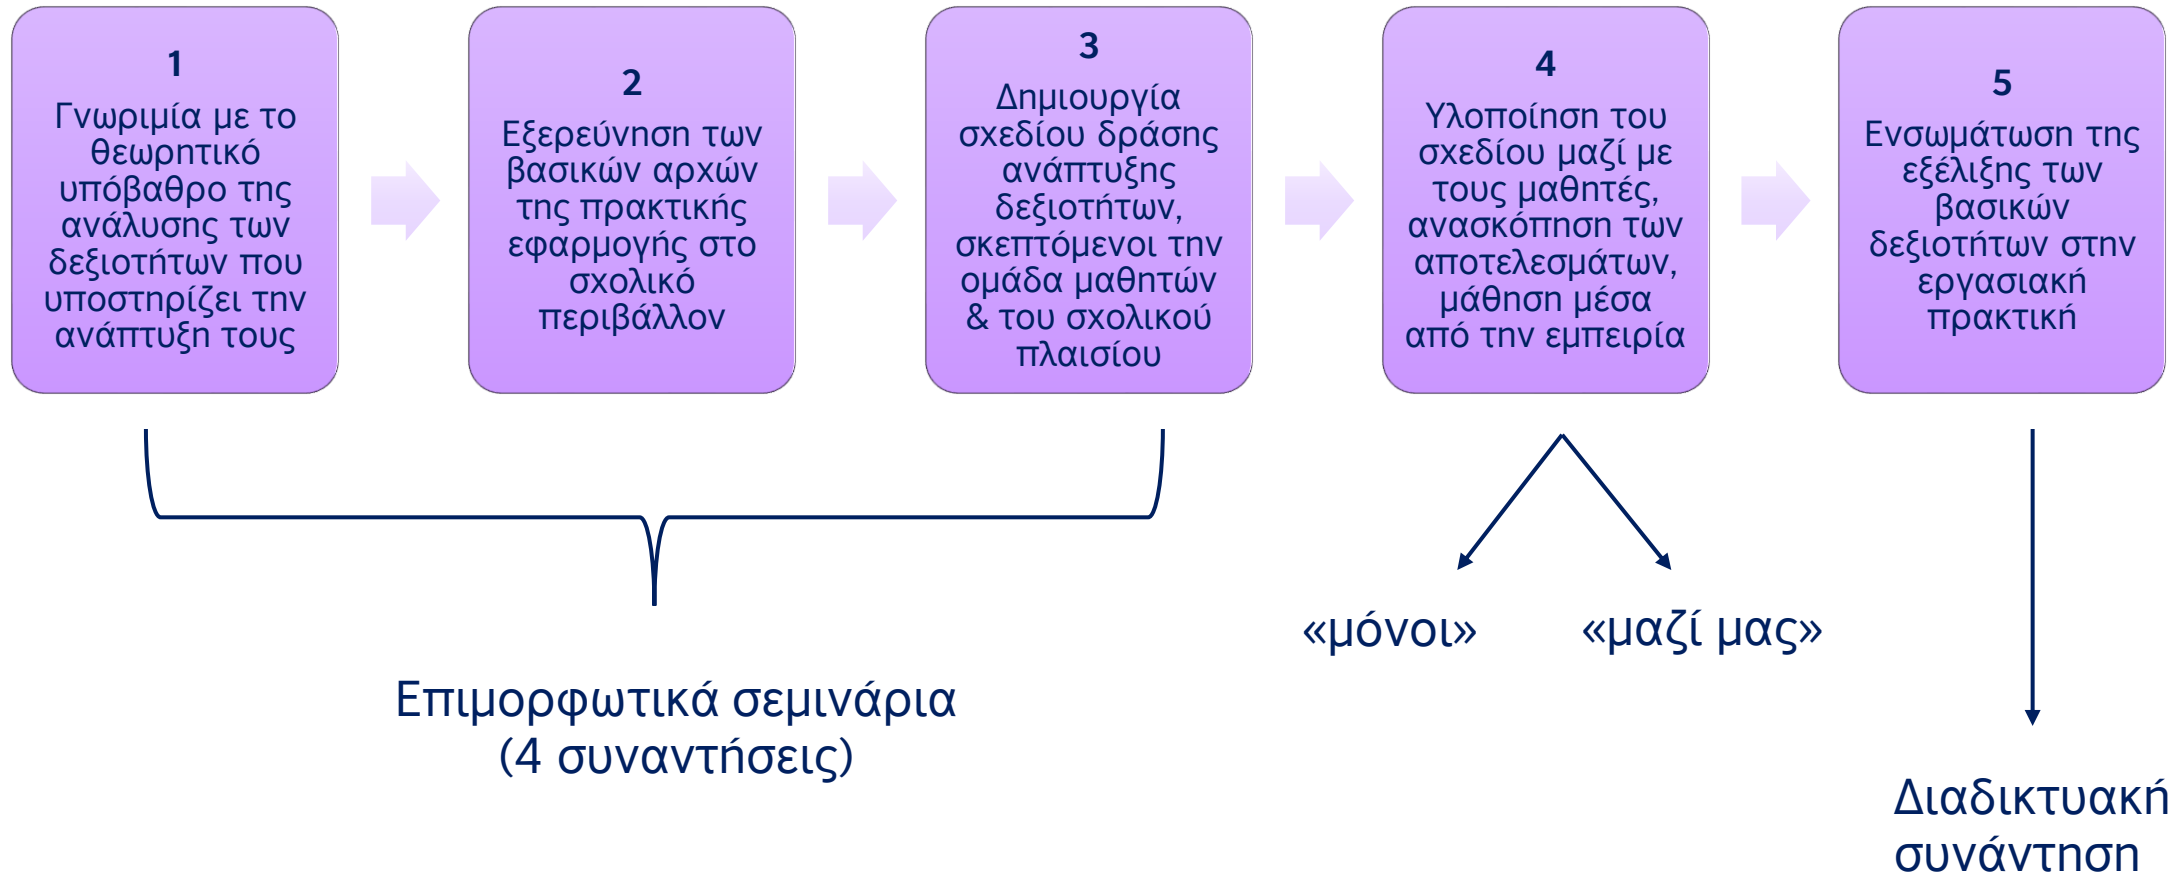 1
Γνωριμία με το
θεωρητικό
υπόβαθρο της
ανάλυσης των
δεξιοτήτων που
υποστηρίζει την
ανάπτυξη τους
2
Εξερεύνηση των
βασικών αρχών
της πρακτικής
εφαρμογής στο
σχολικό
περιβάλλον
3
Δημιουργία
σχεδίου δράσης
ανάπτυξης
δεξιοτήτων,
σκεπτόμενοι την
ομάδα μαθητών
& του σχολικού
πλαισίου
4
Υλοποίηση του
σχεδίου μαζί με
τους μαθητές,
ανασκόπηση των
αποτελεσμάτων,
μάθηση μέσα
από την εμπειρία
5
Ενσωμάτωση της
εξέλιξης των
βασικών
δεξιοτήτων στην
εργασιακή
πρακτική
Επιμορφωτικά σεμινάρια
(4 συναντήσεις)
«μόνοι»
«μαζί μας»
Διαδικτυακή
συνάντηση